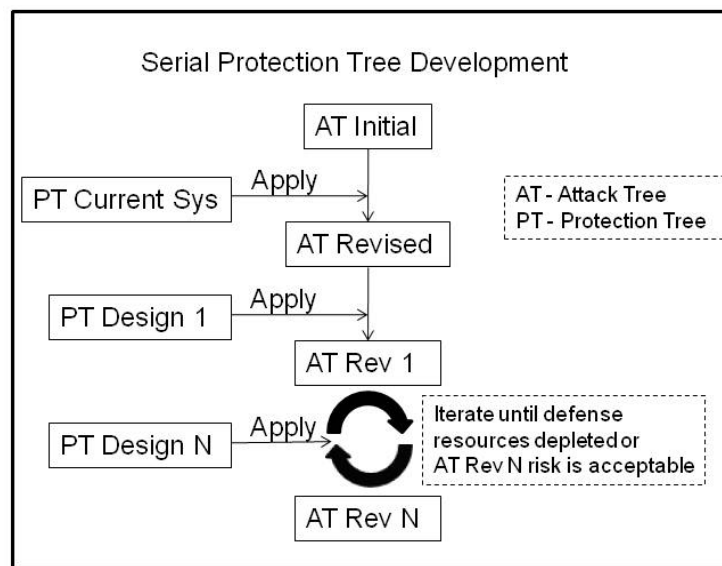 Serial Protection Tree Development
AT Initial
Apply
PT Current Sys
AT - Attack Tree
PT - Protection Tree
AT Revised
Apply
PT Design 1
AT Rev 1
Apply
PT Design N
Iterate until defense
resources depleted or
AT Rev N risk is acceptable
AT Rev N